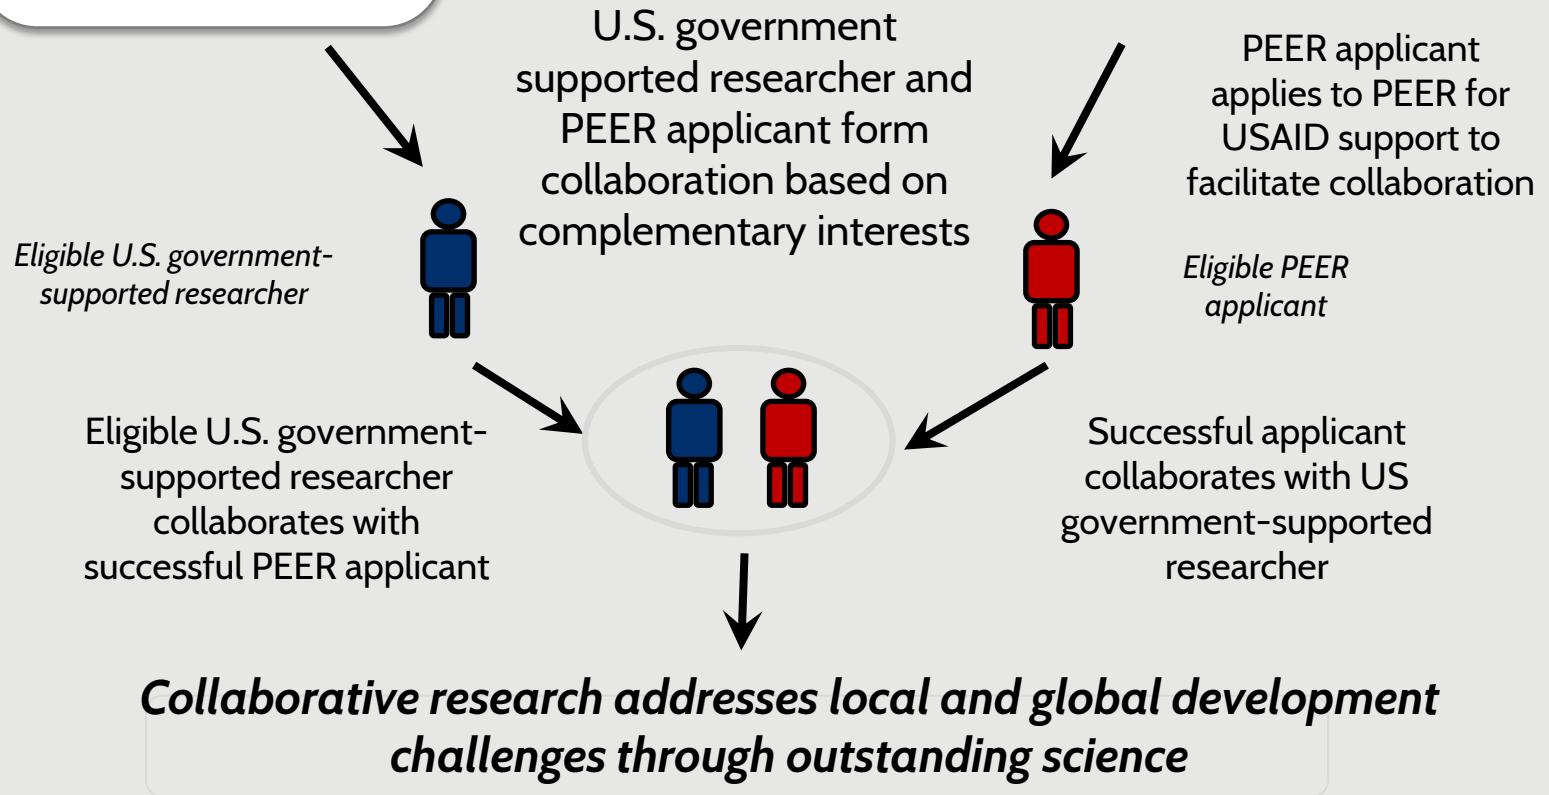 U.S. government
supported researcher and
PEER applicant form
collaboration based on
complementary interests
PEER applicant
applies to PEER for
USAID support to
facilitate collaboration
Eligible U.S. government-
supported researcher
Eligible PEER
applicant
Eligible U.S. government-
supported researcher
collaborates with
successful PEER applicant
Successful applicant
collaborates with US
government-supported
researcher
Collaborative research addresses local and global development
challenges through outstanding science